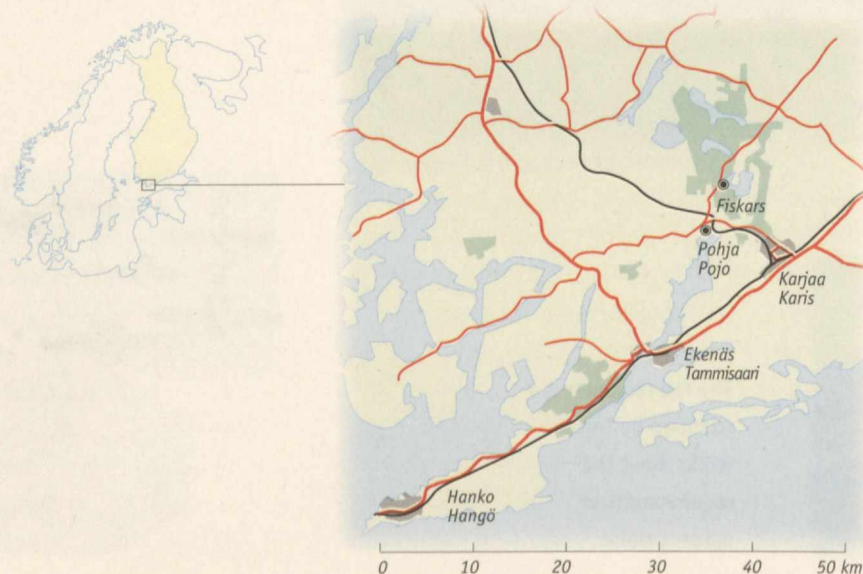 Fiskars
Pohja
Pojo
Karjaa
Karis
Ekenäs
Tammisaari
Hanko
Hangö
0 10 20 30 40 50 km